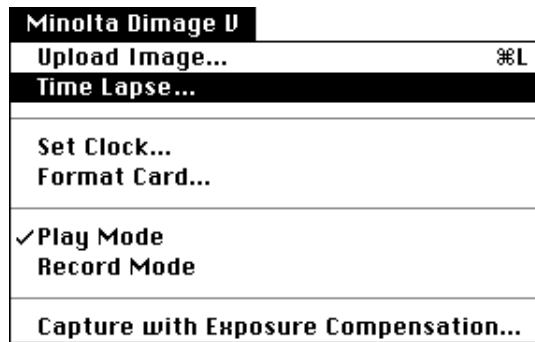 Minolta Dimage V
Upload Image... ⌘L
Time Lapse...
Set Clock...
Format Card...
✓Play Mode
Record Mode
Capture with Exposure Compensation...